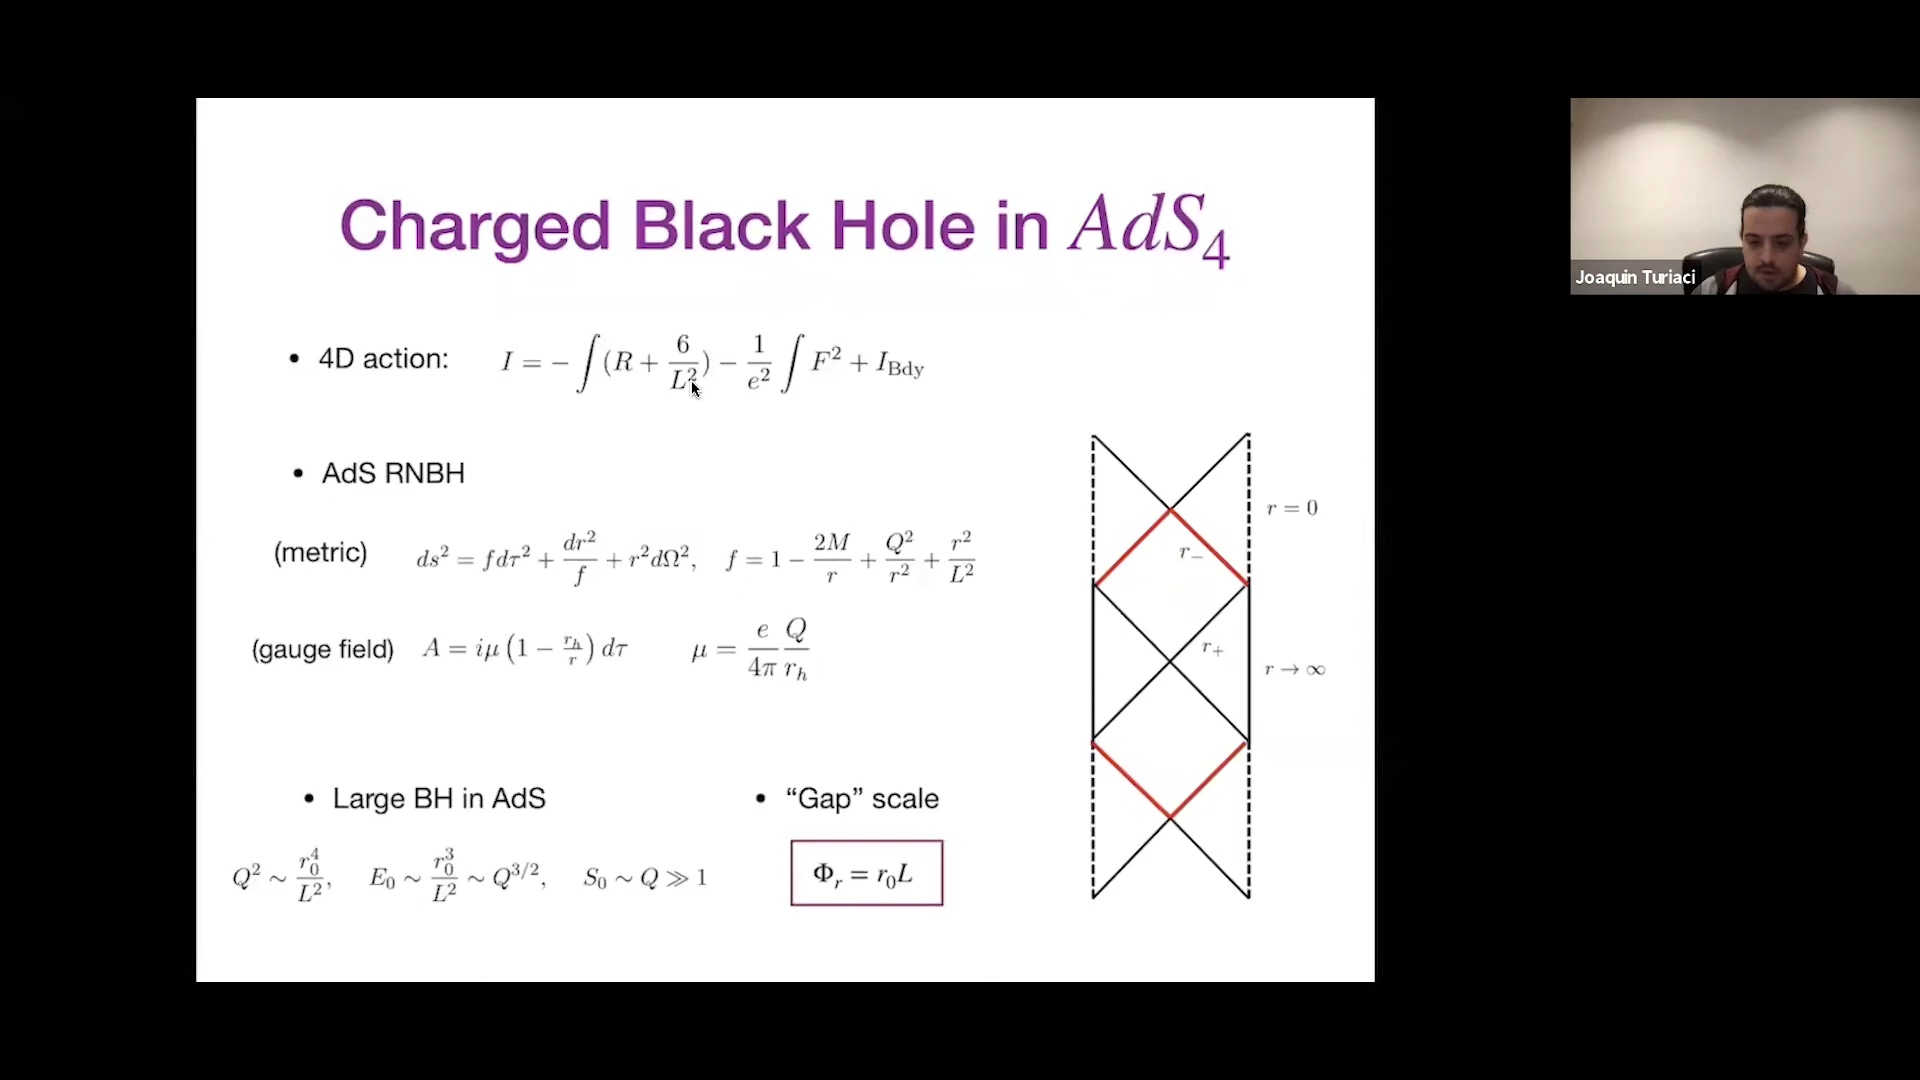 Charged Black Hole in AdS₄
• 4D action: I = −∫(R + 6/L²) − 1/e² ∫F² + I_Bdy
• AdS RNBH
(metric) ds² = fdτ² + dr²/f + r²dΩ², f = 1 − 2M/r + Q²/r² + r²/L²
(gauge field) A = iμ(1 − r_h/r) dτ μ = e/4π Q/r_h
• Large BH in AdS
Q² ∼ r₀⁴/L², E₀ ∼ r₀³/L² ∼ Q^{3/2}, S₀ ∼ Q ≫ 1
• “Gap” scale
Φ_r = r₀L
r = 0
r₋
r₊
r → ∞
Joaquin Turiaci